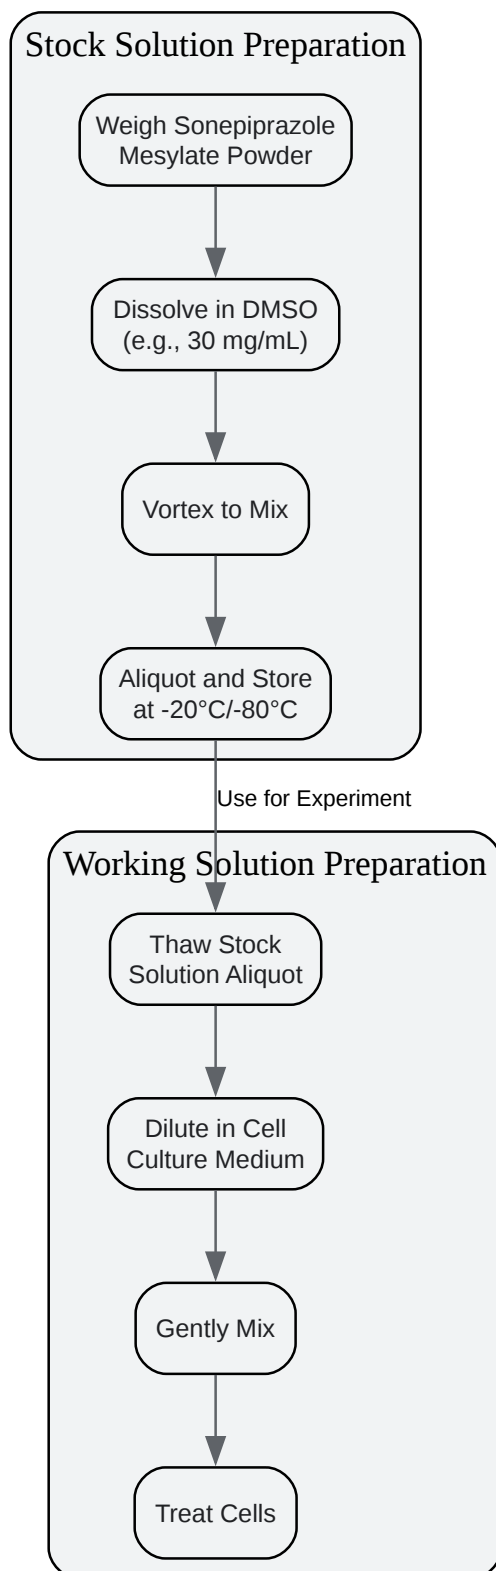 Stock Solution Preparation
Weigh Sonepiprazole
Mesylate Powder
Dissolve in DMSO
(e.g., 30 mg/mL)
Vortex to Mix
Aliquot and Store
at -20°C/-80°C
Use for Experiment
Working Solution Preparation
Thaw Stock
Solution Aliquot
Dilute in Cell
Culture Medium
Gently Mix
Treat Cells